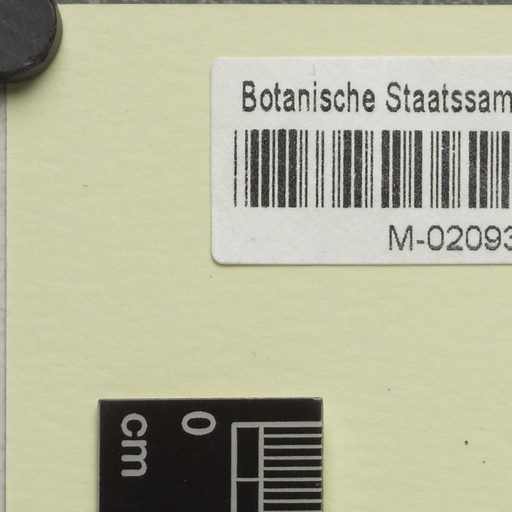 Botanische Staatssam
M-02093
0
cm